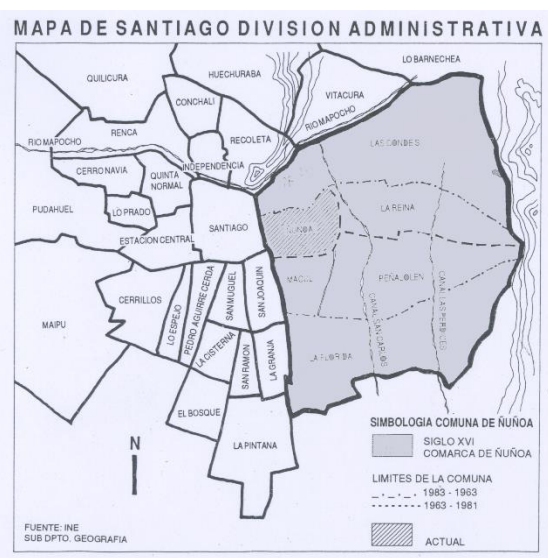 MAPA DE SANTIAGO DIVISION ADMINISTRATIVA
LO BARNECHEA
QUILICURA
HUECHURABA
VITACURA
CONCHALI
RIO MAPOCHO
RENCA
RECOLETA
LAS CONDES
RIO MAPOCHO
INDEPENDENCIA
CERRO NAVIA
QUINTA
NORMAL
PUDAHUEL
LO PRADO
LA REINA
SANTIAGO
ÑUÑOA
ESTACION CENTRAL
MACUL
PEÑALOLEN
CERRILLOS
LO ESPEJO
PEDRO AGUIRRE CERDA
SAN MUGUEL
SAN JOAQUIN
CANAL SAN CARLOS
CANAL LAS PERDICES
MAIPU
LA CISTERNA
SAN RAMON
LA GRANJA
LA FLORIDA
EL BOSQUE
LA PINTANA
N
SIMBOLOGIA COMUNA DE ÑUÑOA
SIGLO XVI
COMARCA DE ÑUÑOA
LIMITES DE LA COMUNA
1983 - 1963
1963 - 1981
ACTUAL
FUENTE: INE
SUB DPTO. GEOGRAFIA